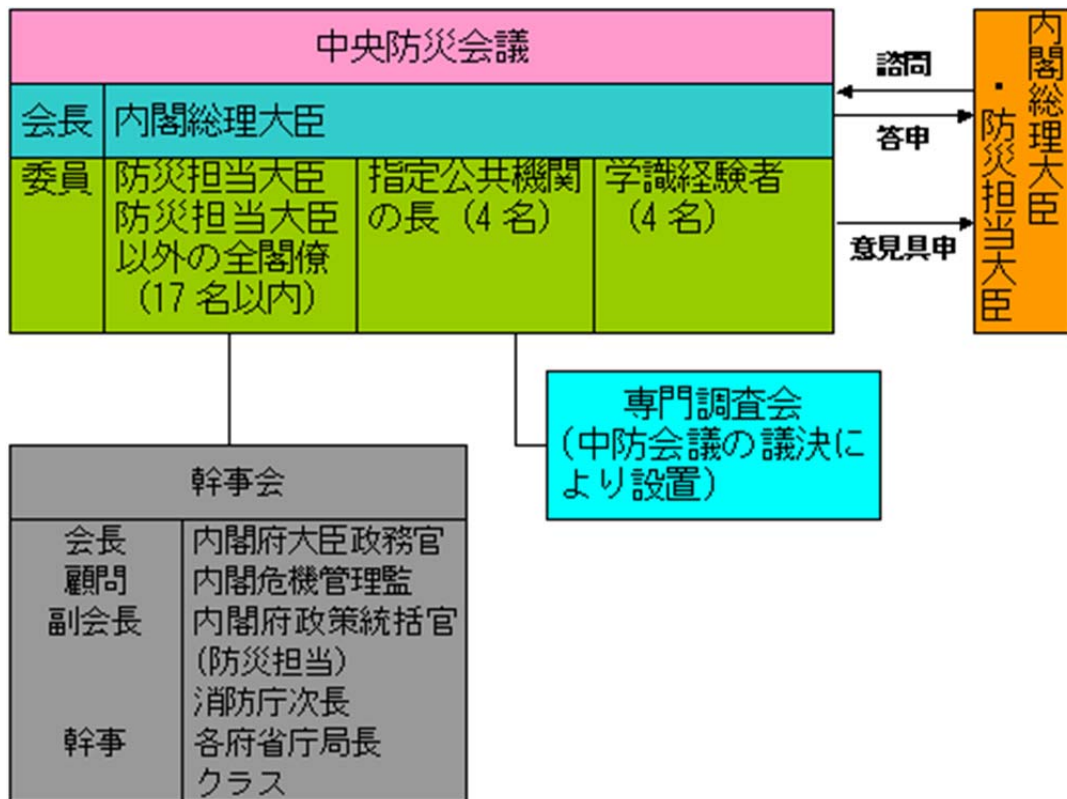 中央防災会議
会長 内閣総理大臣
委員 防災担当大臣
防災担当大臣
以外の全閣僚
（17名以内）
指定公共機関
の長（4名）
学識経験者
（4名）
諮問
答申
意見具申
内閣総理大臣
・防災担当大臣
専門調査会
(中防会議の議決に
より設置)
幹事会
会長 内閣府大臣政務官
顧問 内閣危機管理監
副会長 内閣府政策統括官
(防災担当)
消防庁次長
幹事 各府省庁局長
クラス